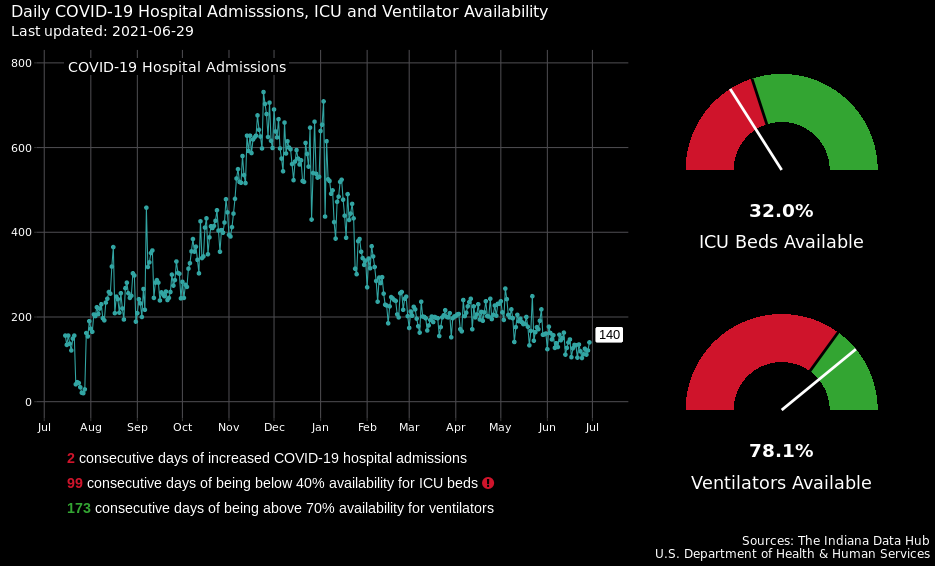 Daily COVID-19 Hospital Admisssions, ICU and Ventilator Availability
Last updated: 2021-06-29
COVID-19 Hospital Admissions
800
600
400
200
0
140
Jul Aug Sep Oct Nov Dec Jan Feb Mar Apr May Jun Jul
2 consecutive days of increased COVID-19 hospital admissions
99 consecutive days of being below 40% availability for ICU beds !
173 consecutive days of being above 70% availability for ventilators
32.0%
ICU Beds Available
78.1%
Ventilators Available
Sources: The Indiana Data Hub
U.S. Department of Health & Human Services